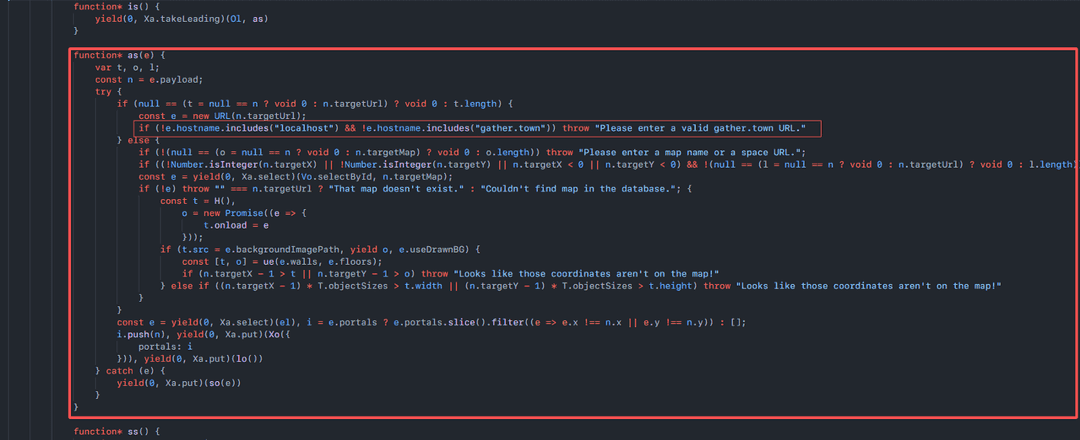 function* is() {
yield(0, Xa.takeLeading)(Ol, as)
}
function* as(e) {
var t, o, l;
const n = e.payload;
try {
if (null == (t = null == n ? void 0 : n.targetUrl) ? void 0 : t.length) {
const e = new URL(n.targetUrl);
if (!e.hostname.includes("localhost") && !e.hostname.includes("gather.town")) throw "Please enter a valid gather.town URL."
} else {
if (!(null == (o = null == n ? void 0 : n.targetMap) ? void 0 : o.length)) throw "Please enter a map name or a space URL.";
if ((!Number.isInteger(n.targetX) || !Number.isInteger(n.targetY) || n.targetX < 0 || n.targetY < 0) && !(null == (l = null == n ? void 0 : n.targetUrl) ? void 0 : l.length)
const e = yield(0, Xa.select)(Vo.selectById, n.targetMap);
if (!e) throw "" === n.targetUrl ? "That map doesn't exist." : "Couldn't find map in the database."; {
const t = H(),
o = new Promise((e => {
t.onload = e
}));
if (t.src = e.backgroundImagePath, yield o, e.useDrawnBG) {
const [t, o] = ue(e.walls, e.floors);
if (n.targetX - 1 > t || n.targetY - 1 > o) throw "Looks like those coordinates aren't on the map!"
} else if ((n.targetX - 1) * T.objectSizes > t.width || (n.targetY - 1) * T.objectSizes > t.height) throw "Looks like those coordinates aren't on the map!"
}
}
const e = yield(0, Xa.select)(el), i = e.portals ? e.portals.slice().filter((e => e.x !== n.x || e.y !== n.y)) : [];
i.push(n), yield(0, Xa.put)(Xo({
portals: i
})), yield(0, Xa.put)(lo())
} catch (e) {
yield(0, Xa.put)(so(e))
}
}
function* ss() {